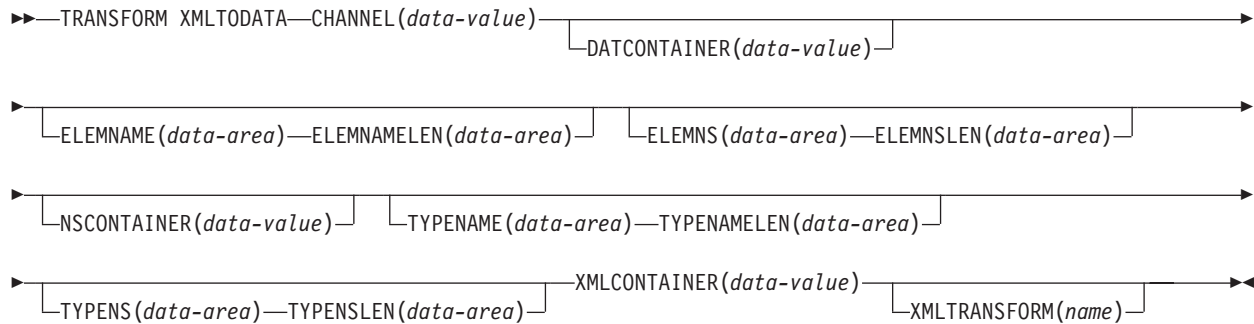 TRANSFORM XMLTODATA CHANNEL(data-value)
DATCONTAINER(data-value)
ELEMNAME(data-area) ELEMNAMELEN(data-area) ELEMNS(data-area) ELEMNSLEN(data-area)
NSCONTAINER(data-value) TYPENAME(data-area) TYPENAMELEN(data-area)
XMLCONTAINER(data-value)
TYPENS(data-area) TYPENSLEN(data-area) XMLTRANSFORM(name)